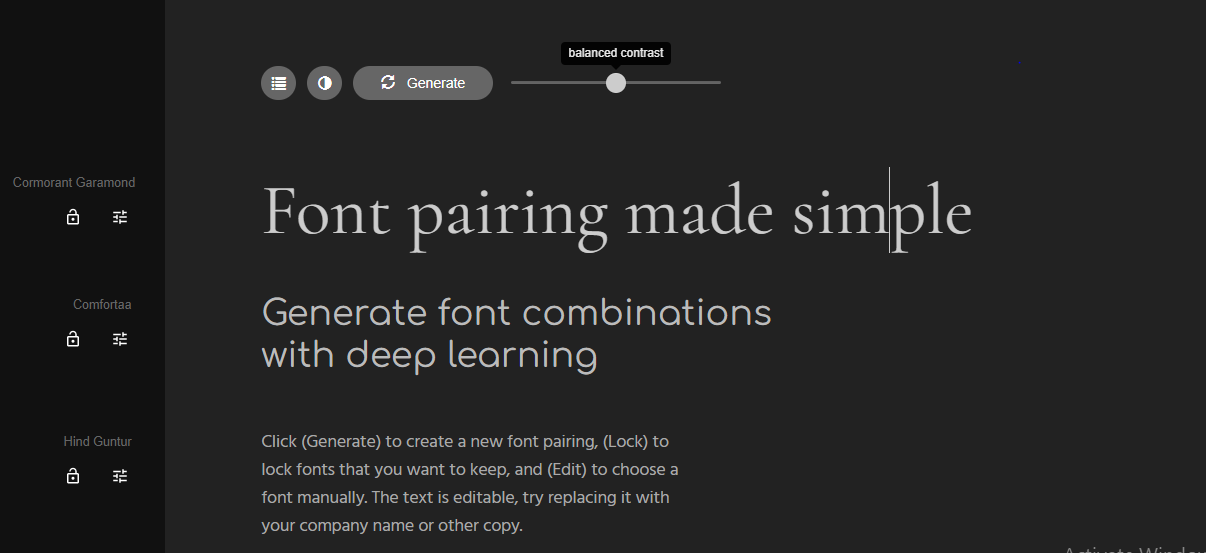 balanced contrast
Generate
Cormorant Garamond
Font pairing made simple
Comfortaa
Generate font combinations
with deep learning
Hind Guntur
Click (Generate) to create a new font pairing, (Lock) to
lock fonts that you want to keep, and (Edit) to choose a
font manually. The text is editable, try replacing it with
your company name or other copy.